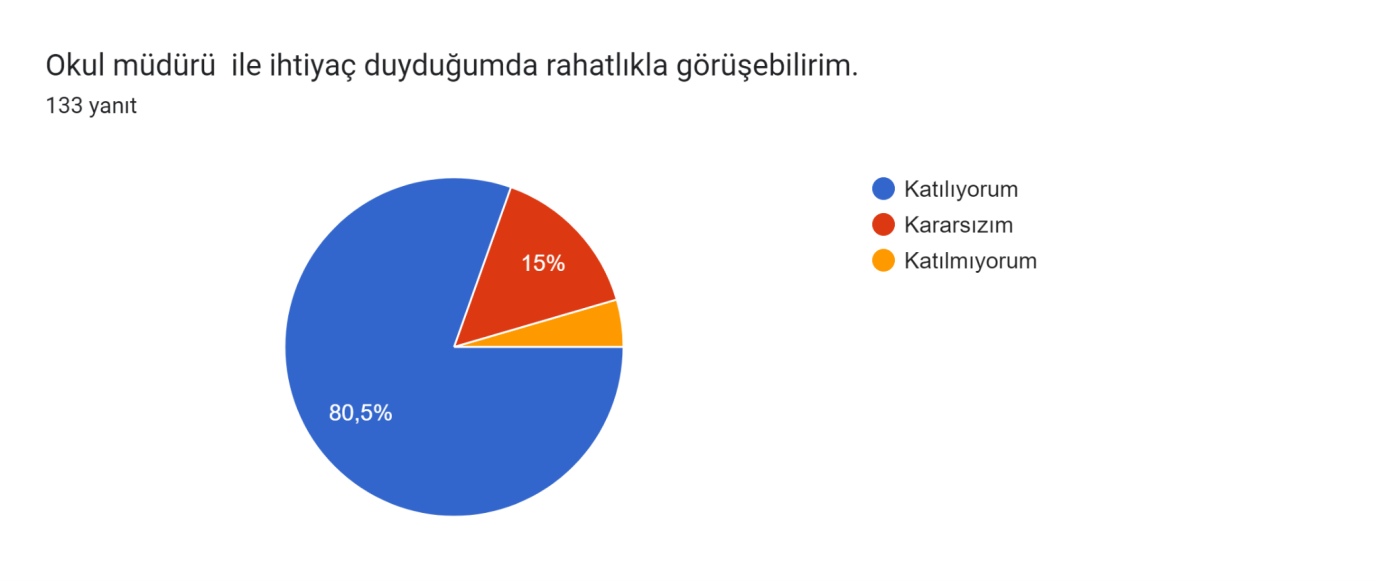 Okul müdürü  ile ihtiyaç duyduğumda rahatlıkla görüşebilirim.
133 yanıt
Katılıyorum
Kararsızım
Katılmıyorum
15%
80,5%